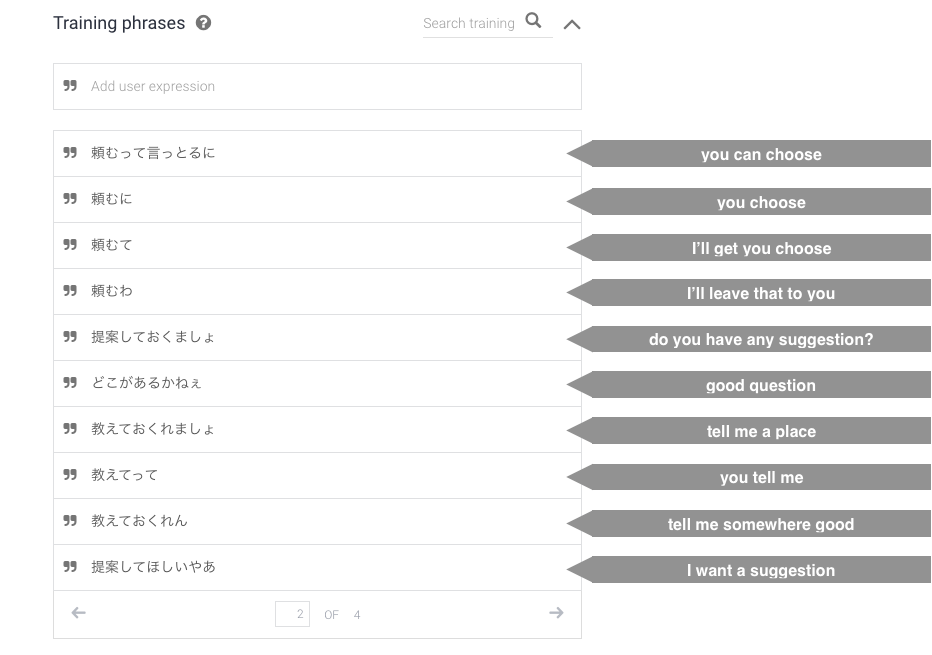 Training phrases
Search training
Add user expression
頼むって言っとるに
you can choose
頼むに
you choose
頼むて
I'll get you choose
頼むわ
I'll leave that to you
提案しておくましょ
do you have any suggestion?
どこがあるかねぇ
good question
教えておくれましょ
tell me a place
教えてって
you tell me
教えておくれん
tell me somewhere good
提案してほしいやあ
I want a suggestion
2 OF 4